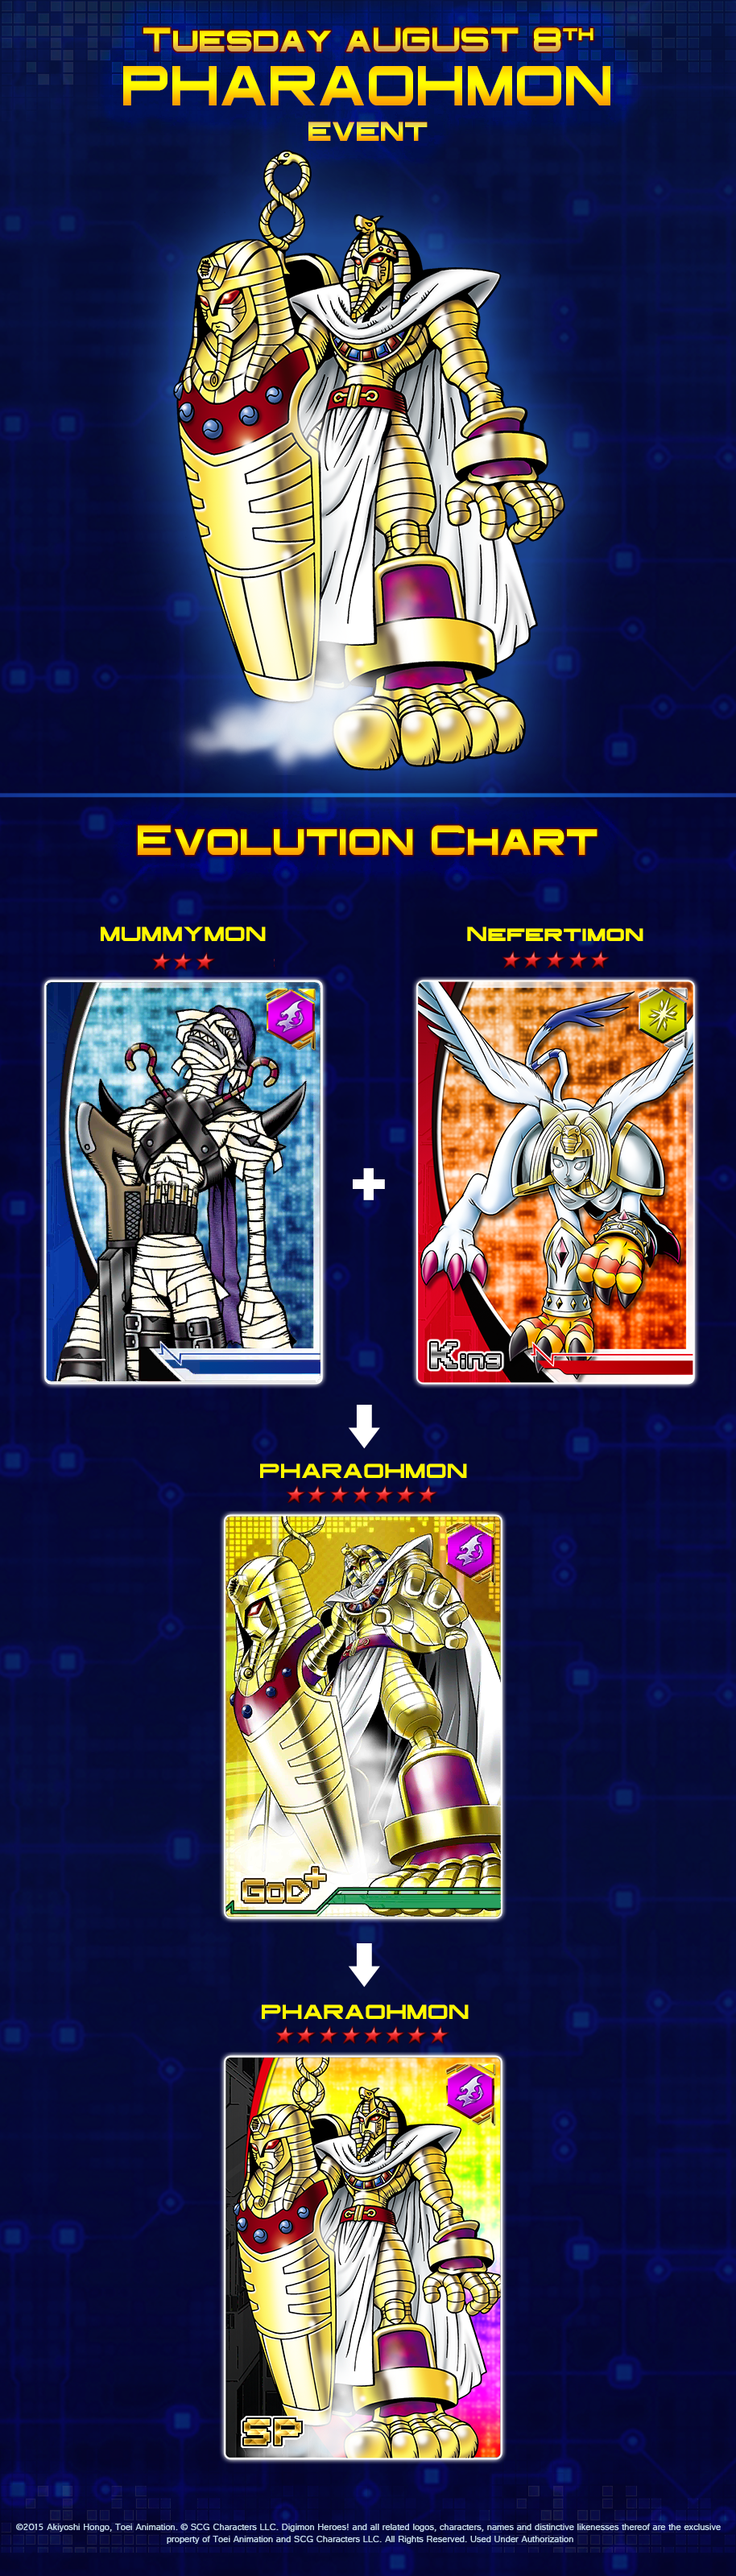 Tuesday August 8th
Pharaohmon
Event
Evolution Chart
Mummymon
Nefertimon
King
Pharaohmon
GOD+
Pharaohmon
SP
©2015 Akiyoshi Hongo, Toei Animation. © SCG Characters LLC. Digimon Heroes! and all related logos, characters, names and distinctive likenesses thereof are the exclusive
property of Toei Animation and SCG Characters LLC. All Rights Reserved. Used Under Authorization